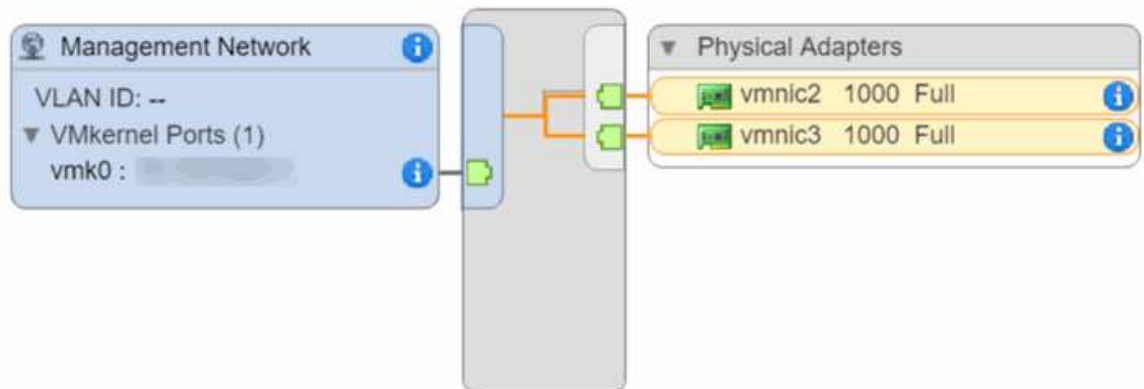 Management Network
VLAN ID: --
VMkernel Ports (1)
vmk0 :
Physical Adapters
vmnic2 1000 Full
vmnic3 1000 Full